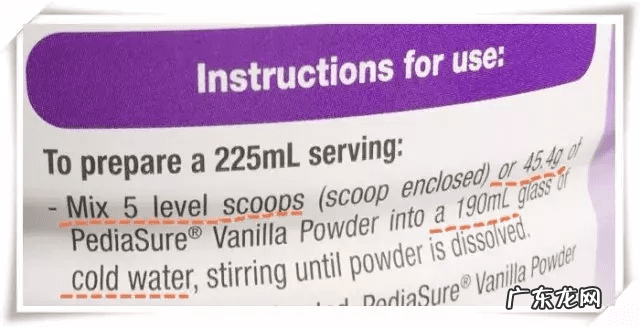 Instructions for use:
To prepare a 225mL serving:
- Mix 5 level scoops (scoop enclosed) or 45.4g of
PediaSure® Vanilla Powder into a 190mL glass of
cold water, stirring until powder is dissolved.
PediaSure® Vanilla Powder
广东龙网